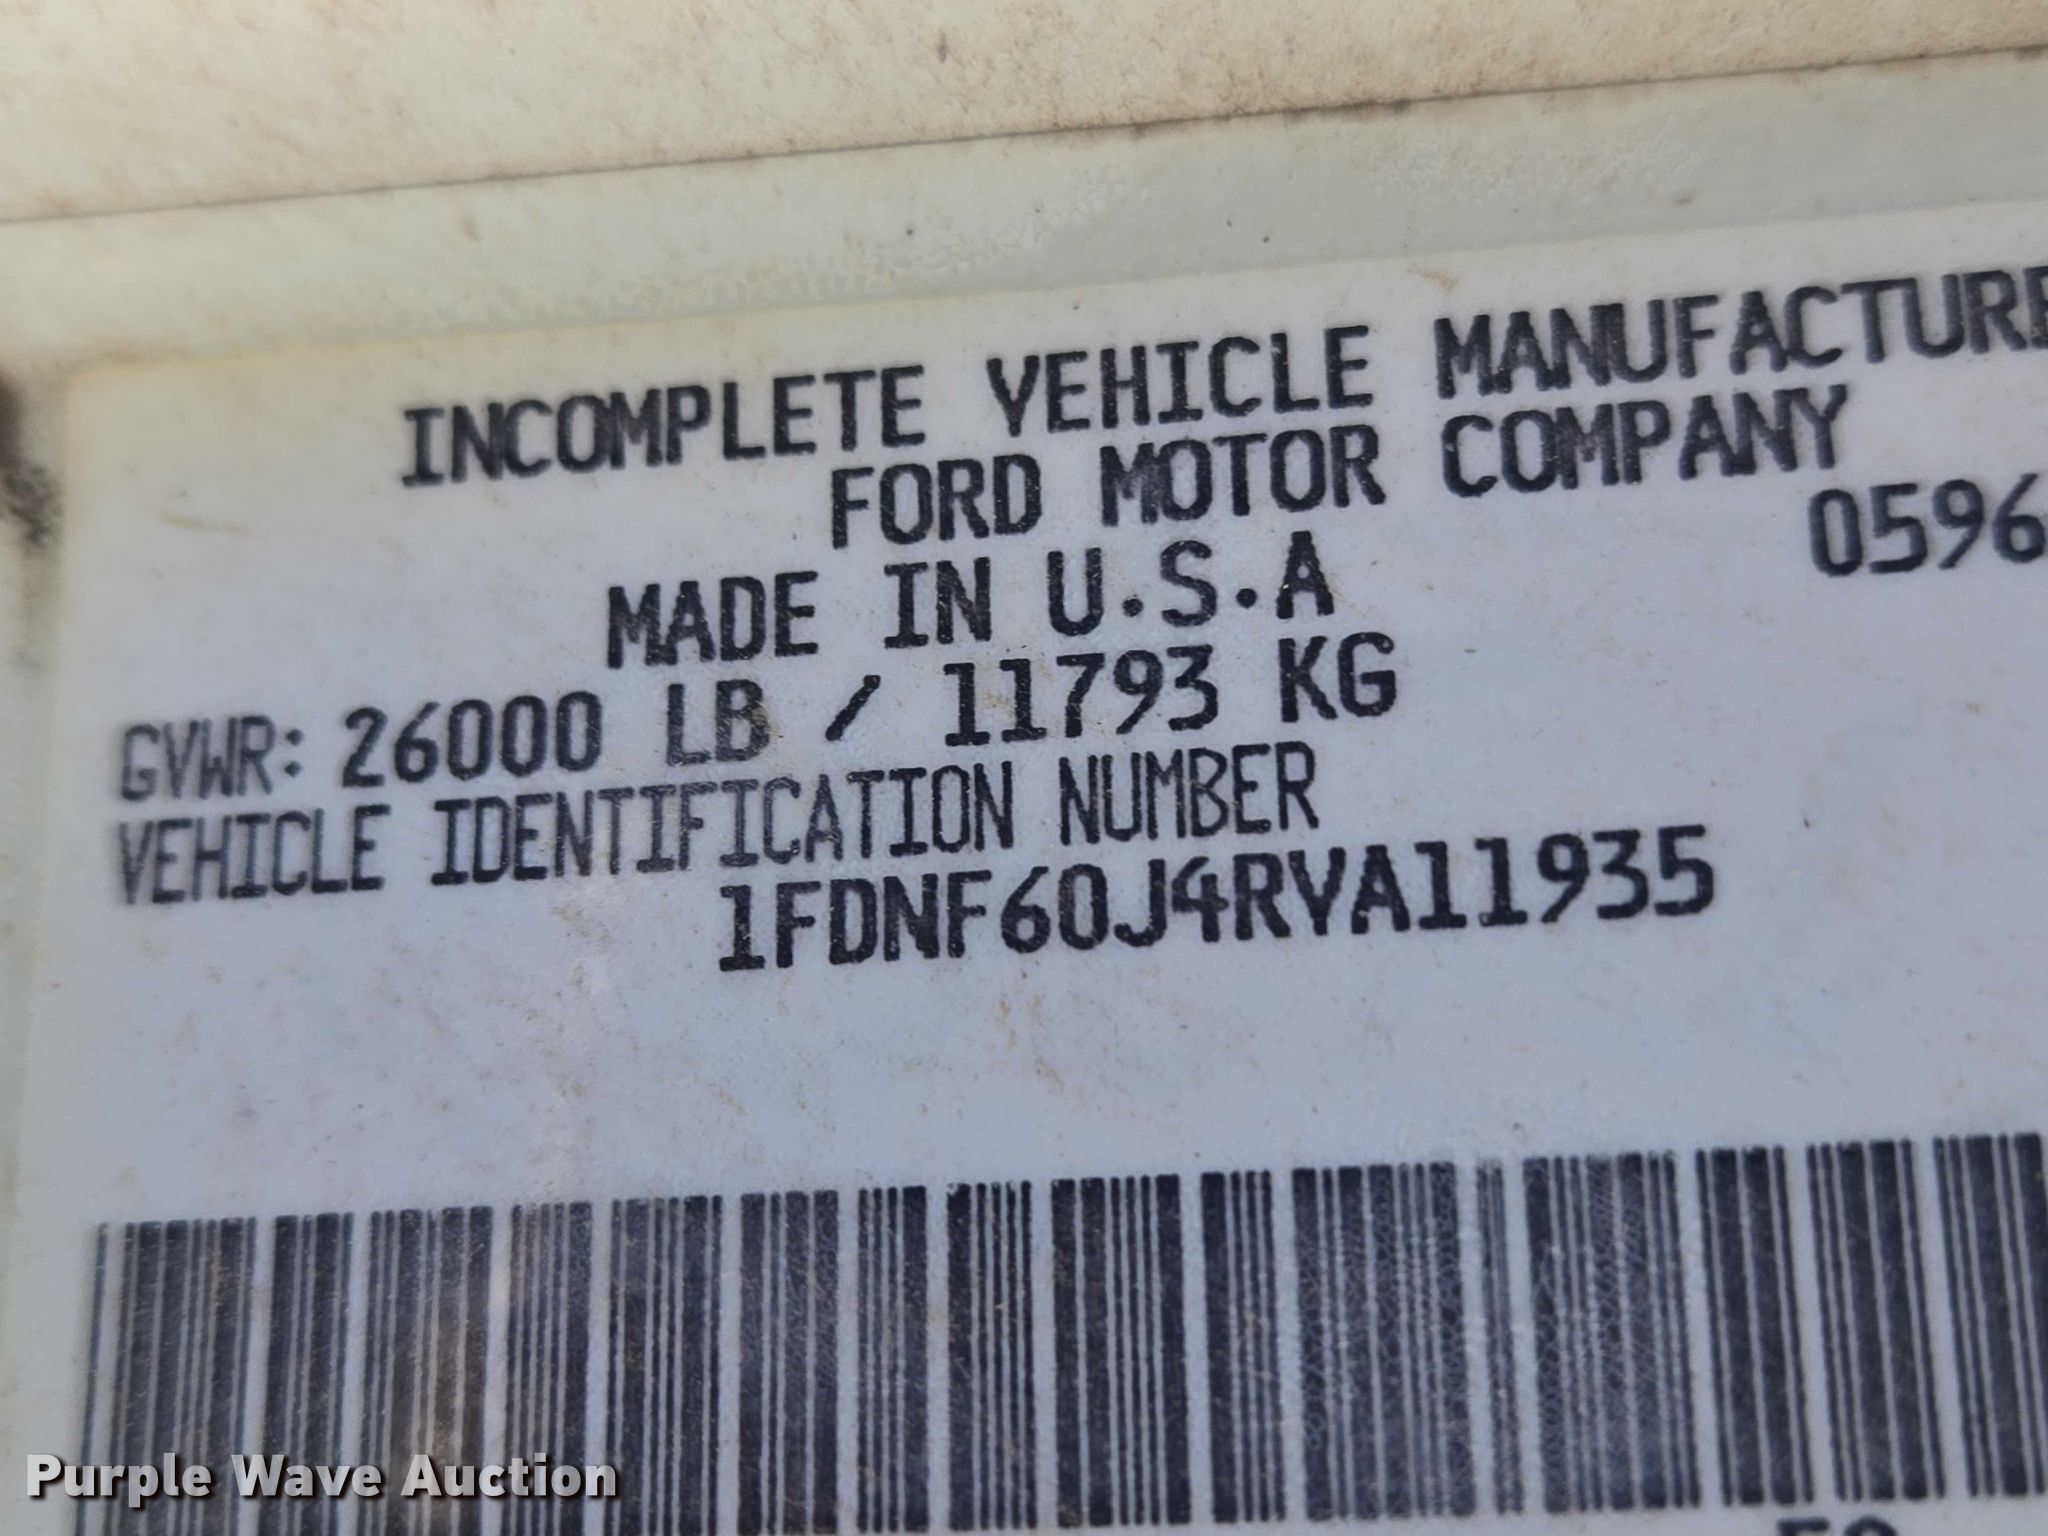 INCOMPLETE VEHICLE MANUFACTURE
FORD MOTOR COMPANY
0596
MADE IN U.S.A
GVWR: 26000 LB / 11793 KG
VEHICLE IDENTIFICATION NUMBER
1FDNF60J4RVA11935
Purple Wave Auction